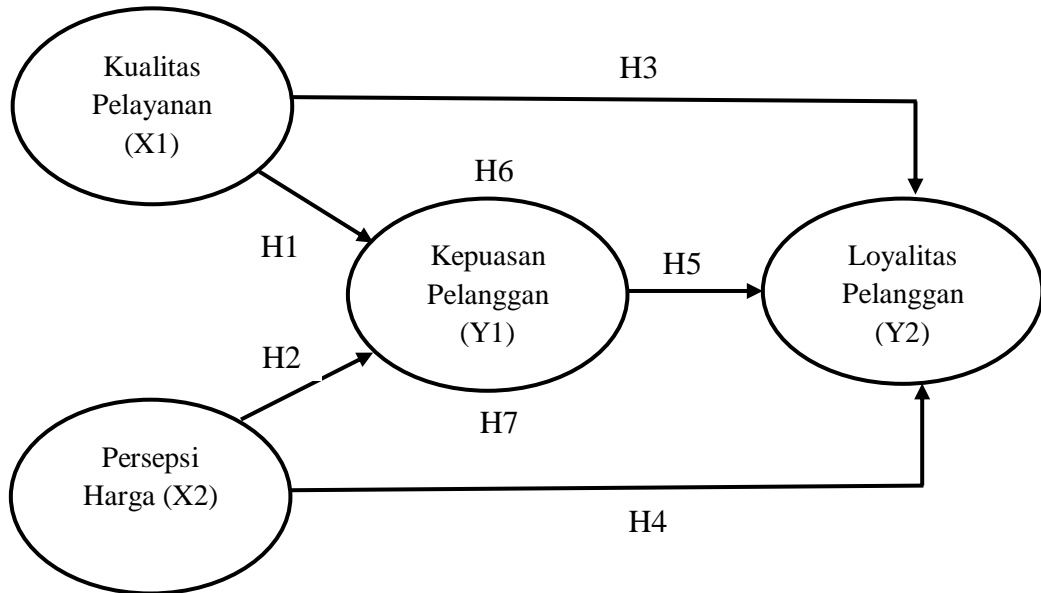 Kualitas
Pelayanan
(X1)
H3
H6
H1
Kepuasan
Pelanggan
(Y1)
H5
Loyalitas
Pelanggan
(Y2)
H2
H7
Persepsi
Harga (X2)
H4